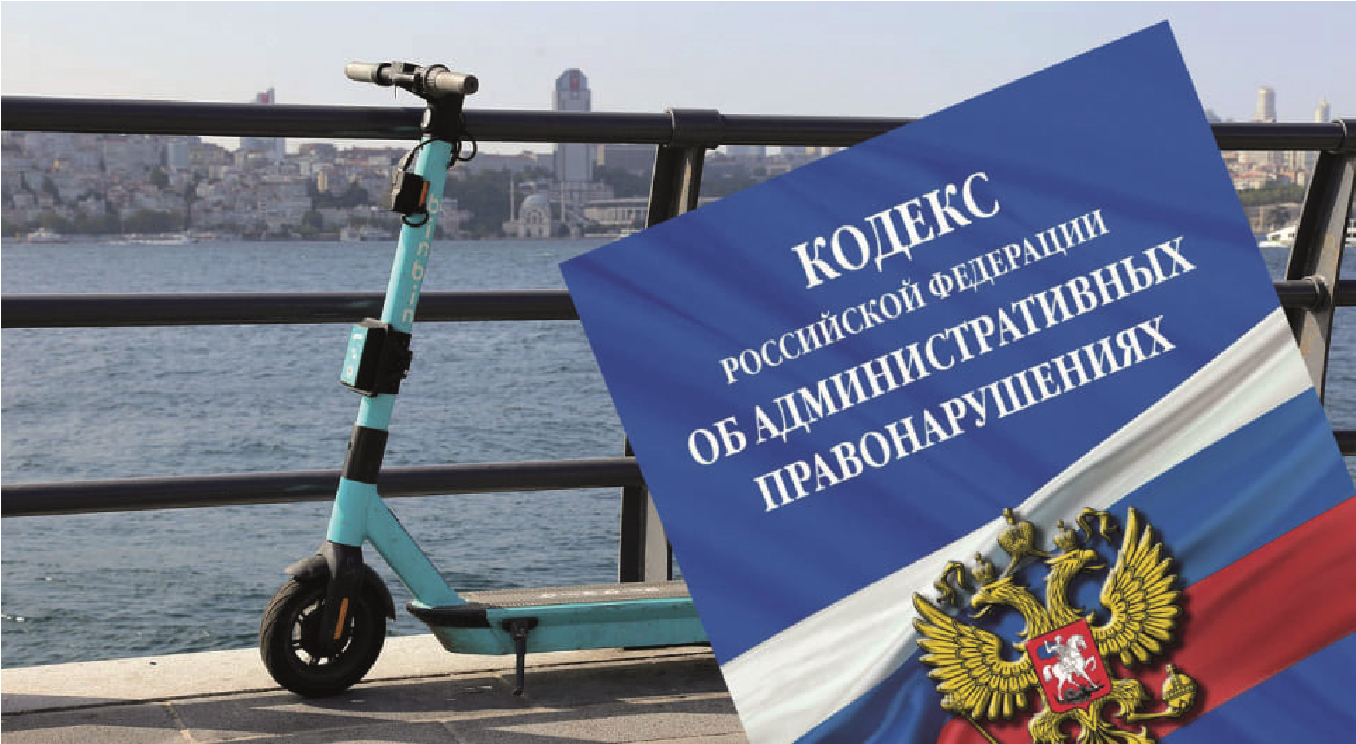 КОДЕКС
РОССИЙСКОЙ ФЕДЕРАЦИИ
ОБ АДМИНИСТРАТИВНЫХ
ПРАВОНАРУШЕНИЯХ